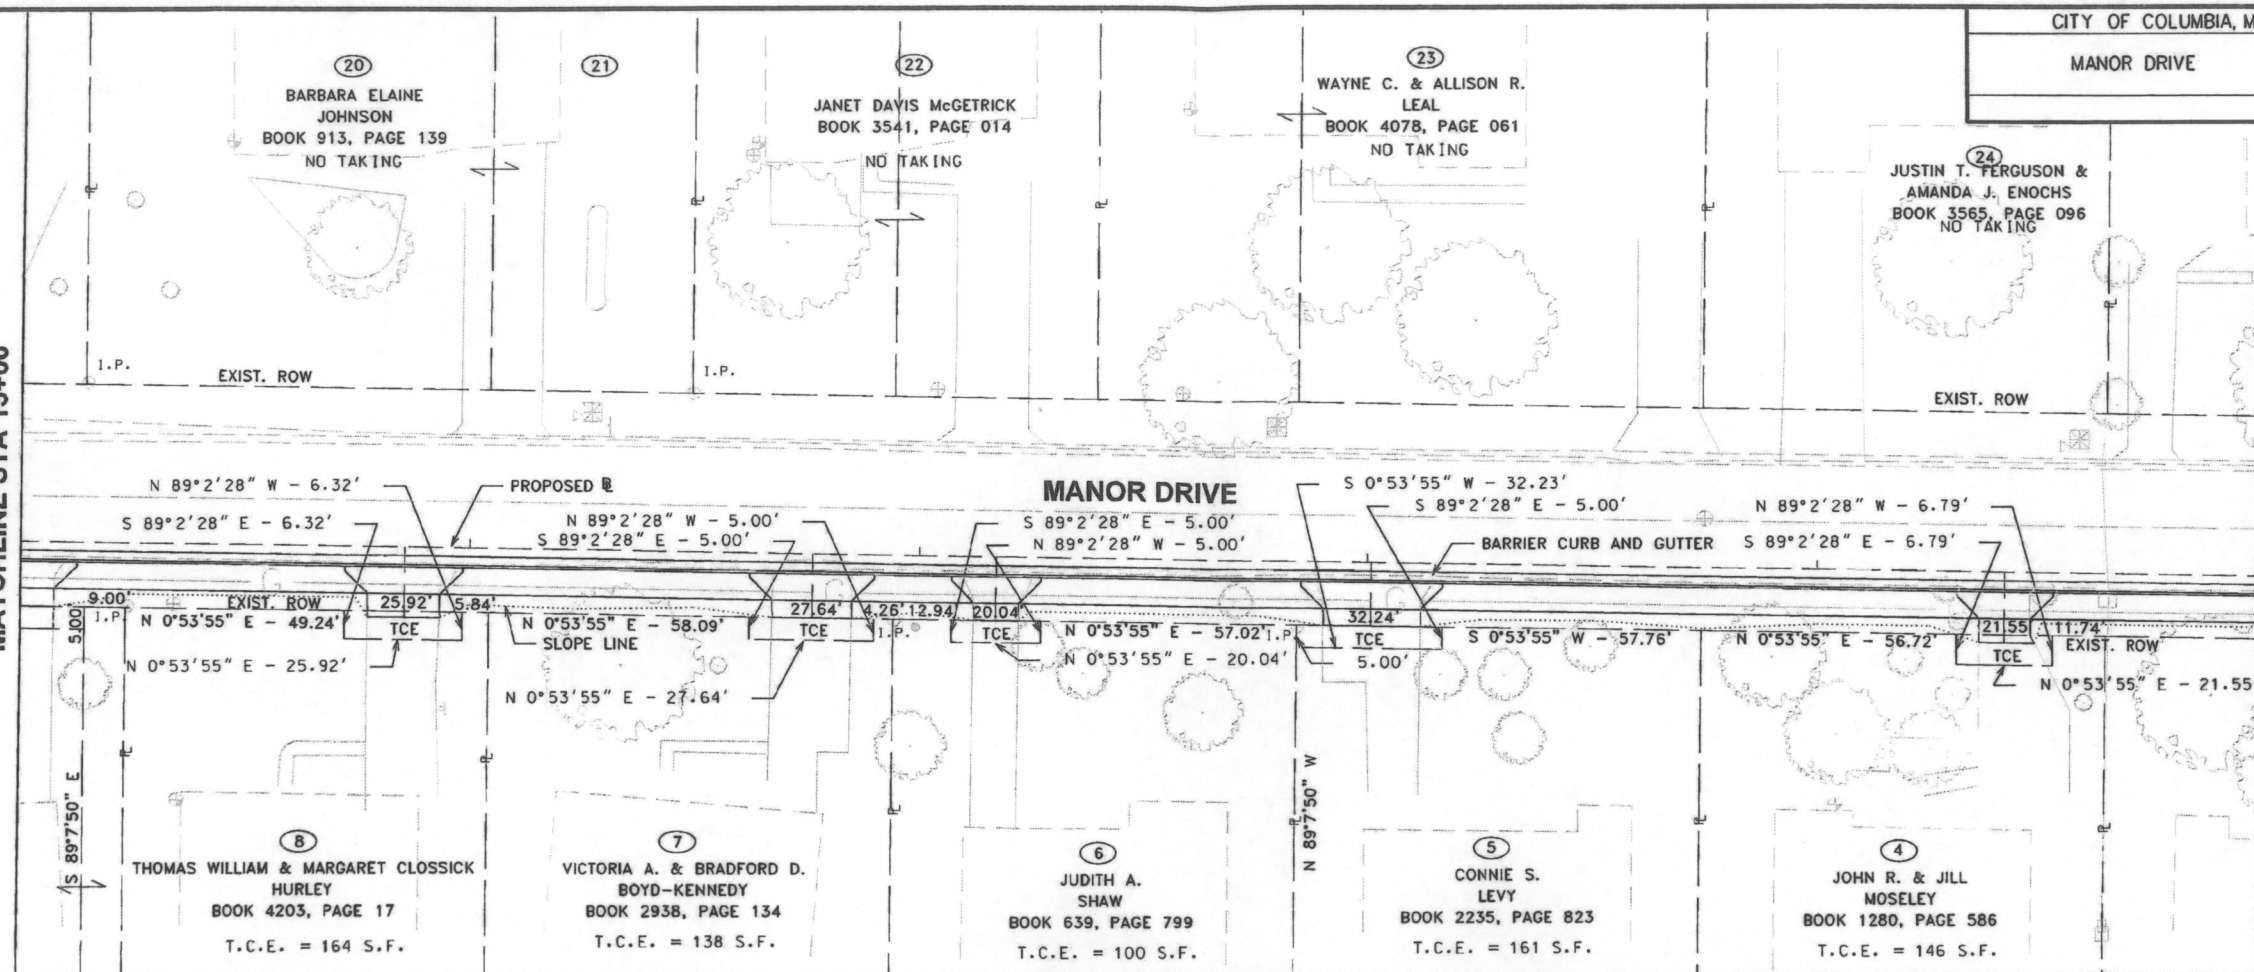 CITY OF COLUMBIA, M
MANOR DRIVE
20
BARBARA ELAINE
JOHNSON
BOOK 913, PAGE 139
NO TAKING
21
22
JANET DAVIS McGETRICK
BOOK 3541, PAGE 014
NO TAKING
23
WAYNE C. & ALLISON R.
LEAL
BOOK 4078, PAGE 061
NO TAKING
24
JUSTIN T. FERGUSON &
AMANDA J. ENOCHS
BOOK 3565, PAGE 096
NO TAKING
I.P.
EXIST. ROW
I.P.
EXIST. ROW
N 89°2'28" W - 6.32'
S 89°2'28" E - 6.32'
PROPOSED
N 89°2'28" W - 5.00'
S 89°2'28" E - 5.00'
MANOR DRIVE
S 89°2'28" E - 5.00'
N 89°2'28" W - 5.00'
S 0°53'55" W - 32.23'
S 89°2'28" E - 5.00'
BARRIER CURB AND GUTTER
N 89°2'28" W - 6.79'
S 89°2'28" E - 6.79'
9.00'
5.00
I.P.
EXIST. ROW
N 0°53'55" E - 49.24'
25.92'
TCE
5.84'
N 0°53'55" E - 25.92'
N 0°53'55" E - 58.09'
SLOPE LINE
27.64'
TCE
4.26'
12.94
I.P.
N 0°53'55" E - 27.64'
20.04'
TCE
N 0°53'55" E - 57.02'
I.P.
N 0°53'55" E - 20.04'
32.24'
TCE
5.00'
S 0°53'55" W - 57.76'
N 0°53'55" E - 56.72'
21.55
TCE
11.74'
EXIST. ROW
N 0°53'55" E - 21.55
S 89°7'50" E
N 89°7'50" W
8
THOMAS WILLIAM & MARGARET CLOSSICK
HURLEY
BOOK 4203, PAGE 17
T.C.E. = 164 S.F.
7
VICTORIA A. & BRADFORD D.
BOYD-KENNEDY
BOOK 2938, PAGE 134
T.C.E. = 138 S.F.
6
JUDITH A.
SHAW
BOOK 639, PAGE 799
T.C.E. = 100 S.F.
5
CONNIE S.
LEVY
BOOK 2235, PAGE 823
T.C.E. = 161 S.F.
4
JOHN R. & JILL
MOSELEY
BOOK 1280, PAGE 586
T.C.E. = 146 S.F.